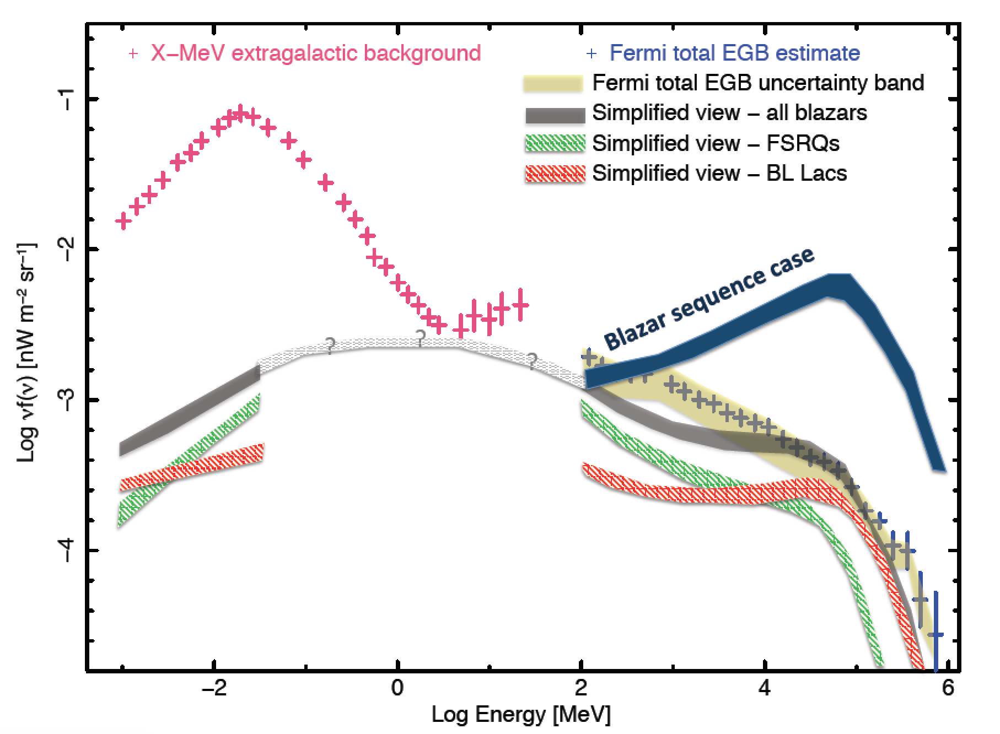 + X–MeV extragalactic background
+ Fermi total EGB estimate
Fermi total EGB uncertainty band
Simplified view – all blazars
Simplified view – FSRQs
Simplified view – BL Lacs
Blazar sequence case
? ? ?
–1
–2
–3
–4
Log νf(ν) [nW m⁻² sr⁻¹]
–2 0 2 4 6
Log Energy [MeV]